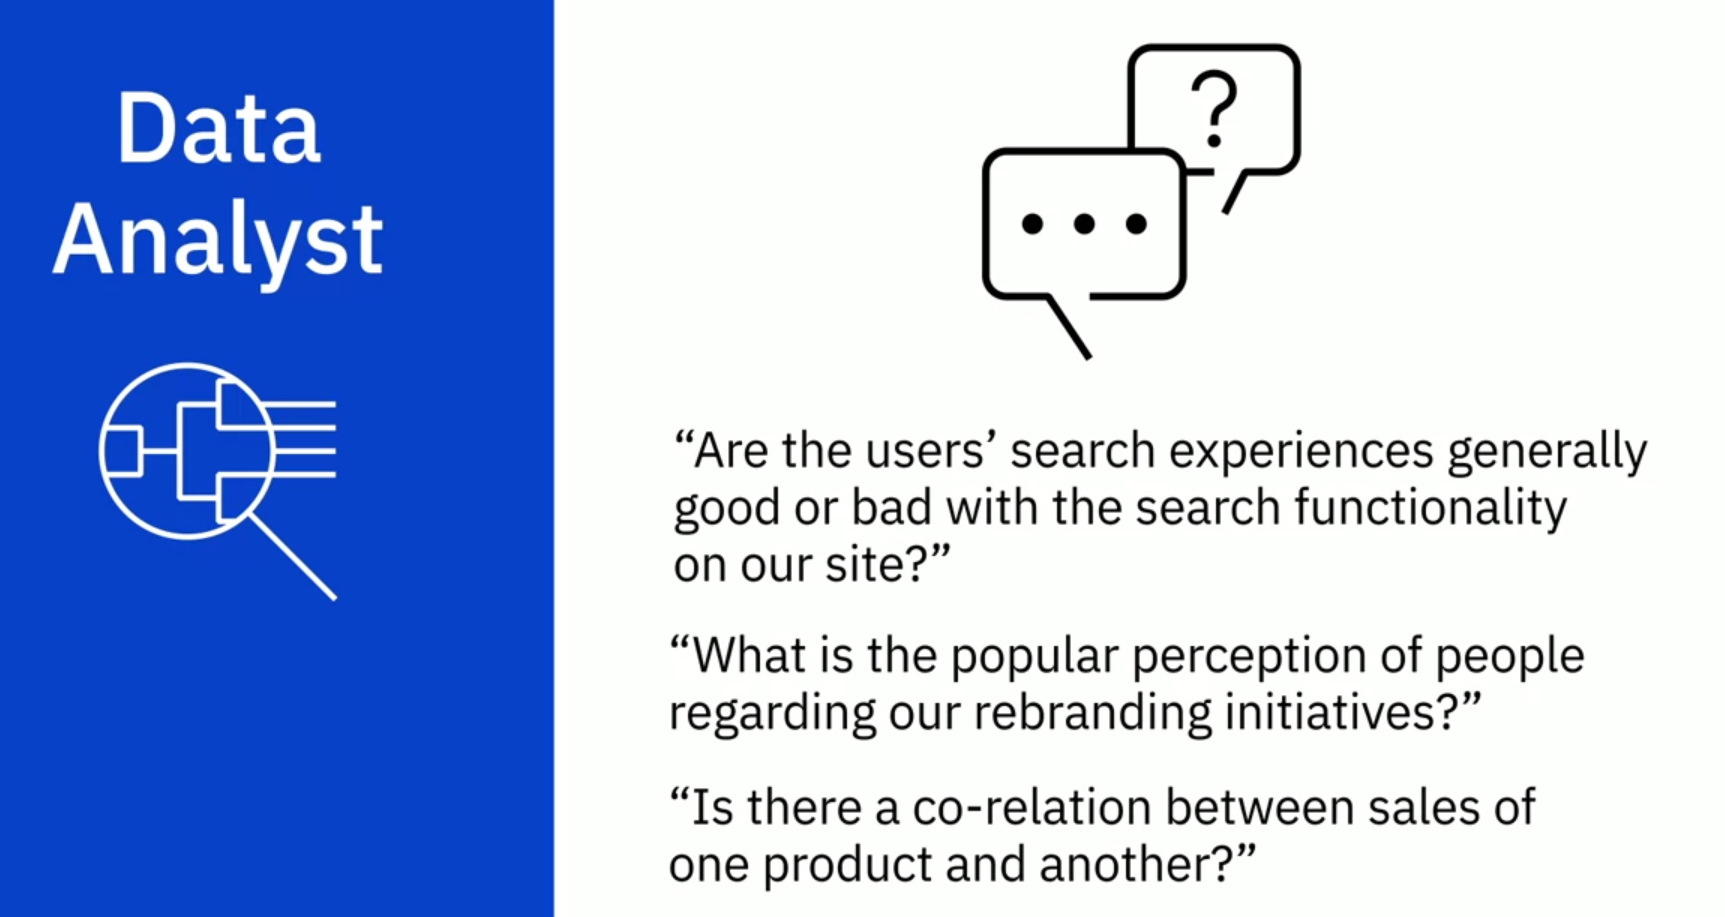 Data
Analyst
?
“Are the users’ search experiences generally
good or bad with the search functionality
on our site?”
“What is the popular perception of people
regarding our rebranding initiatives?”
“Is there a co-relation between sales of
one product and another?”